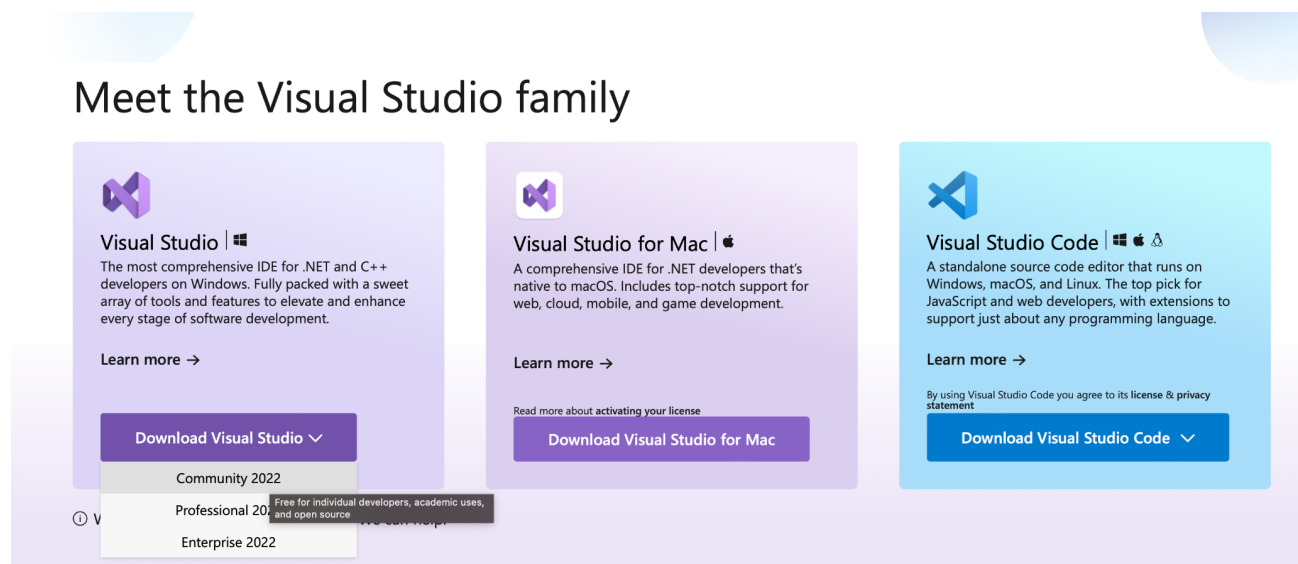 Meet the Visual Studio family
Visual Studio
The most comprehensive IDE for .NET and C++
developers on Windows. Fully packed with a sweet
array of tools and features to elevate and enhance
every stage of software development.
Learn more →
Download Visual Studio
Community 2022
Free for individual developers, academic uses,
and open source
Professional
Enterprise 2022
can help.
Visual Studio for Mac
A comprehensive IDE for .NET developers that's
native to macOS. Includes top-notch support for
web, cloud, mobile, and game development.
Learn more →
Read more about activating your license
Download Visual Studio for Mac
Visual Studio Code
A standalone source code editor that runs on
Windows, macOS, and Linux. The top pick for
JavaScript and web developers, with extensions to
support just about any programming language.
Learn more →
By using Visual Studio Code you agree to its license & privacy
statement
Download Visual Studio Code